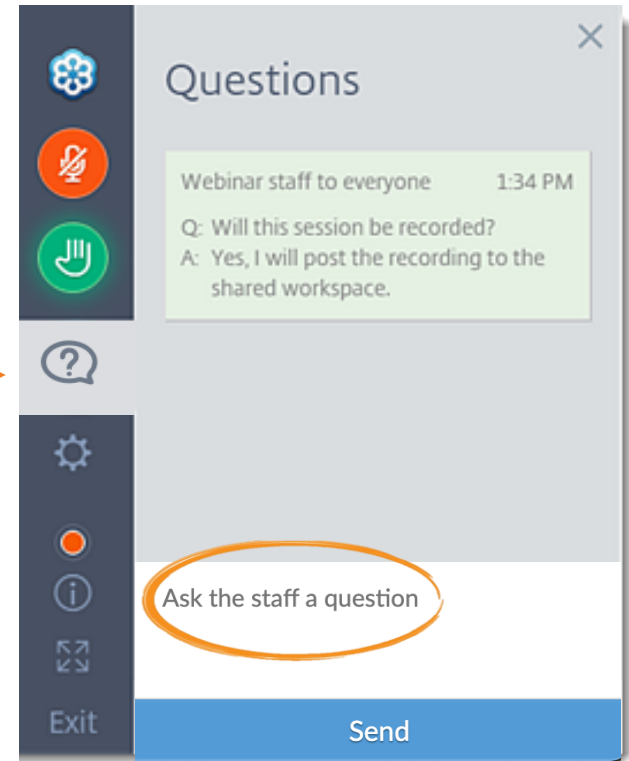 Questions
Webinar staff to everyone 1:34 PM
Q: Will this session be recorded?
A: Yes, I will post the recording to the
shared workspace.
Ask the staff a question
Exit
Send